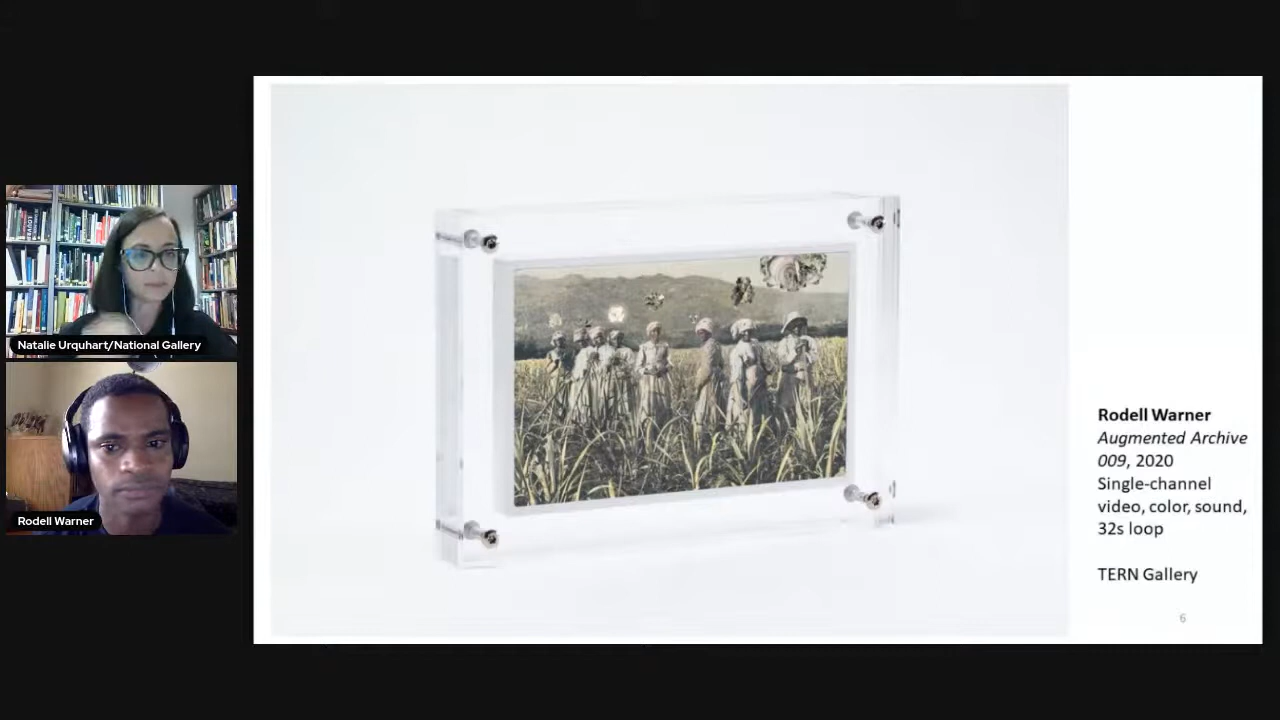 Natalie Urquhart/National Gallery
Rodell Warner
Rodell Warner
Augmented Archive
009, 2020
Single-channel
video, color, sound,
32s loop
TERN Gallery
6